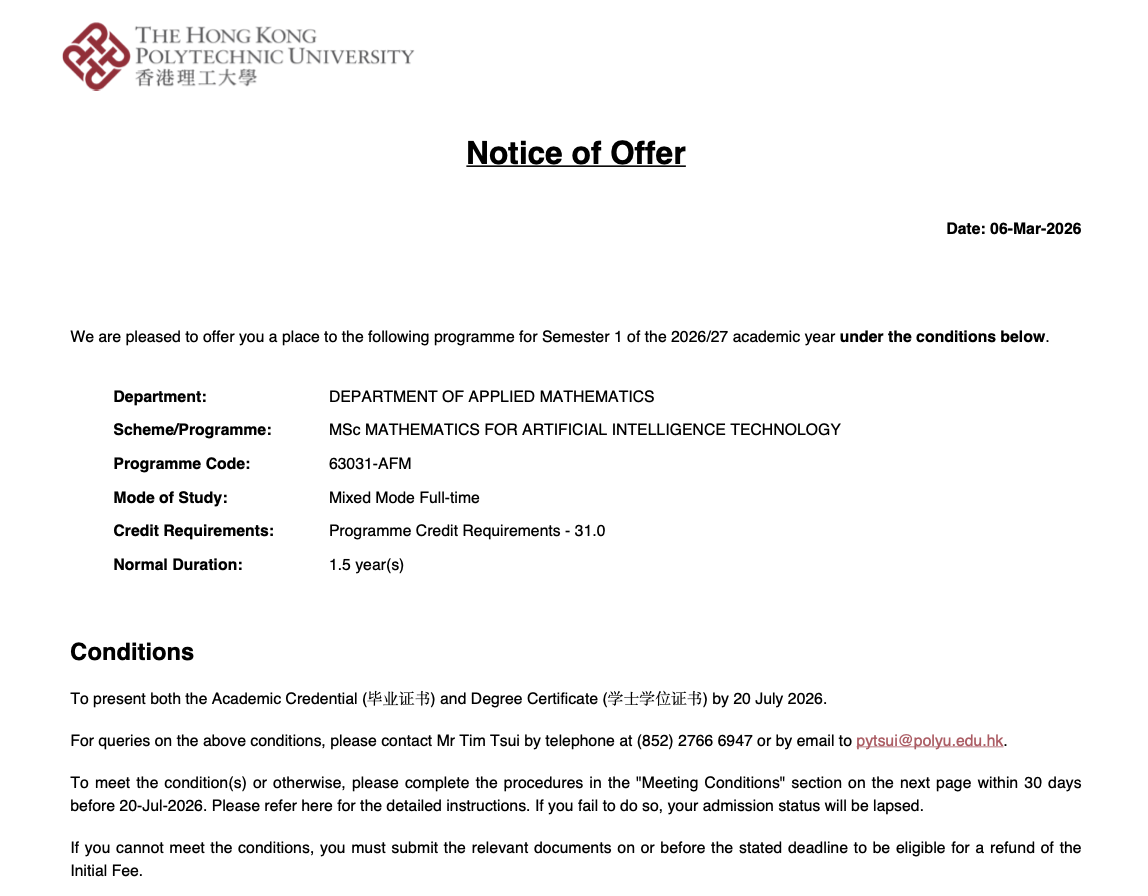 THE HONG KONG
POLYTECHNIC UNIVERSITY
香港理工大學
Notice of Offer
Date: 06-Mar-2026
We are pleased to offer you a place to the following programme for Semester 1 of the 2026/27 academic year under the conditions below.
Department: DEPARTMENT OF APPLIED MATHEMATICS
Scheme/Programme: MSc MATHEMATICS FOR ARTIFICIAL INTELLIGENCE TECHNOLOGY
Programme Code: 63031-AFM
Mode of Study: Mixed Mode Full-time
Credit Requirements: Programme Credit Requirements - 31.0
Normal Duration: 1.5 year(s)
Conditions
To present both the Academic Credential (毕业证书) and Degree Certificate (学士学位证书) by 20 July 2026.
For queries on the above conditions, please contact Mr Tim Tsui by telephone at (852) 2766 6947 or by email to pytsui@polyu.edu.hk.
To meet the condition(s) or otherwise, please complete the procedures in the "Meeting Conditions" section on the next page within 30 days
before 20-Jul-2026. Please refer here for the detailed instructions. If you fail to do so, your admission status will be lapsed.
If you cannot meet the conditions, you must submit the relevant documents on or before the stated deadline to be eligible for a refund of the
Initial Fee.